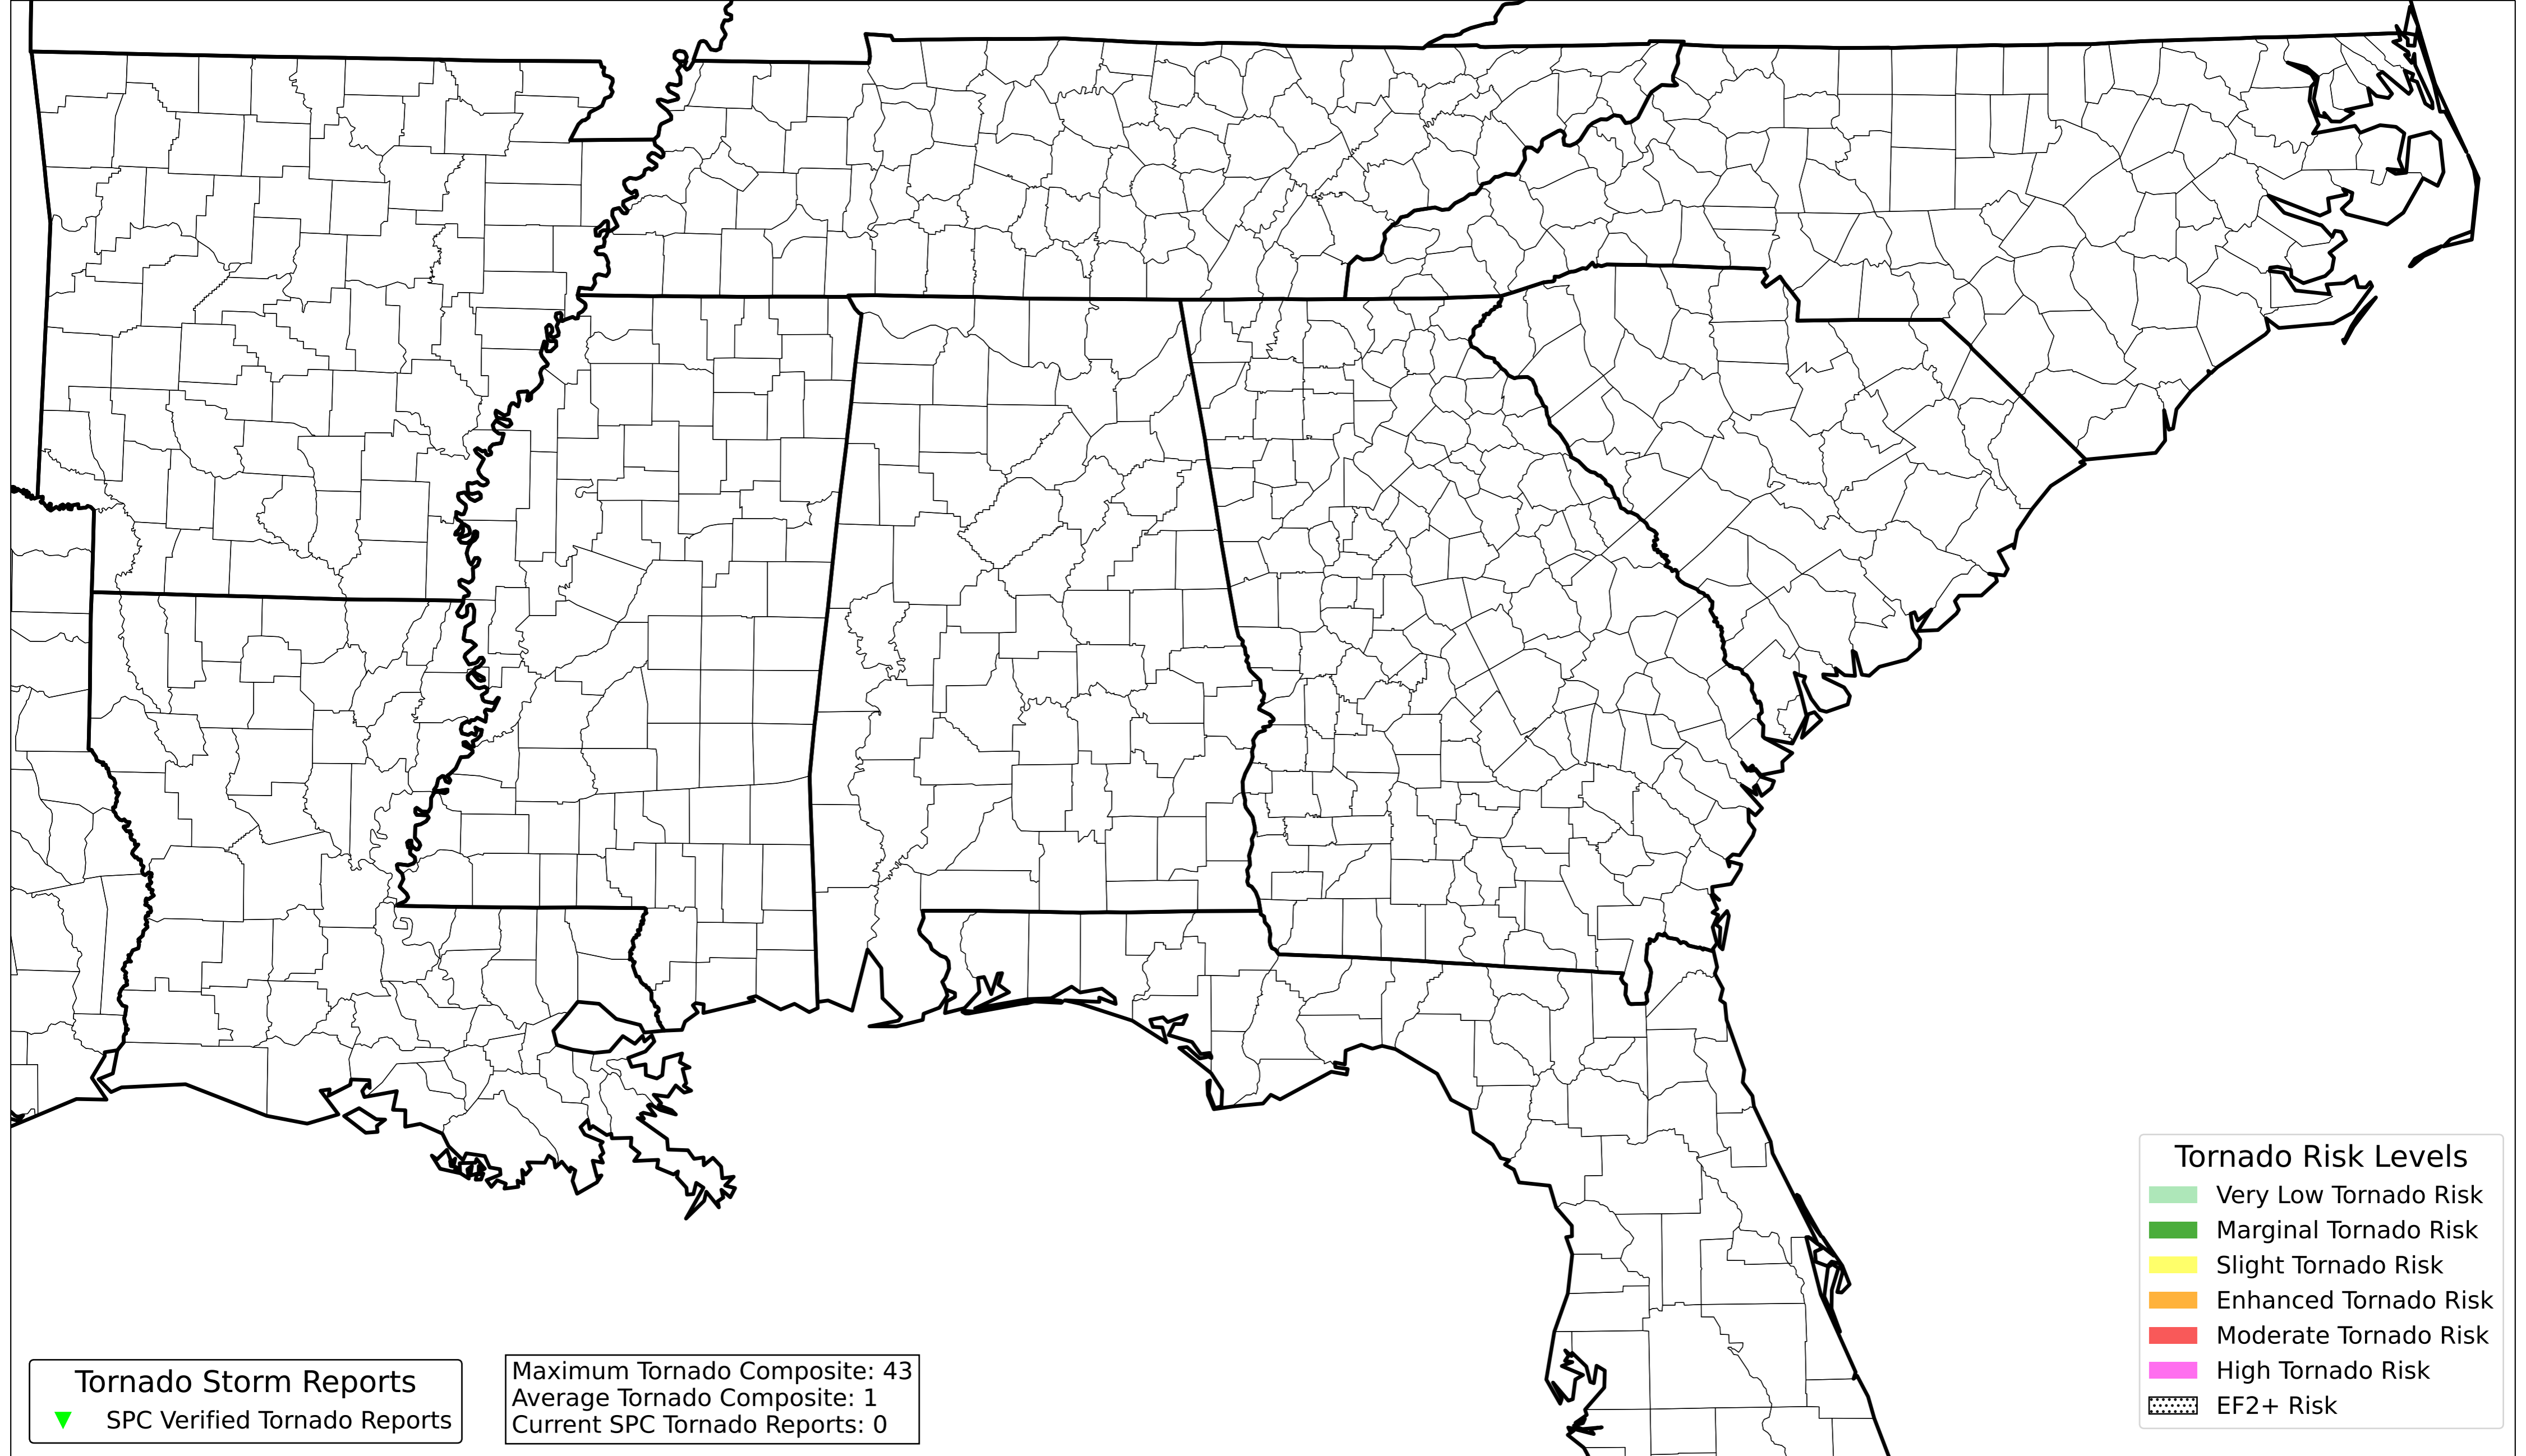 Tornado Storm Reports
SPC Verified Tornado Reports
Maximum Tornado Composite: 43
Average Tornado Composite: 1
Current SPC Tornado Reports: 0
Tornado Risk Levels
Very Low Tornado Risk
Marginal Tornado Risk
Slight Tornado Risk
Enhanced Tornado Risk
Moderate Tornado Risk
High Tornado Risk
EF2+ Risk